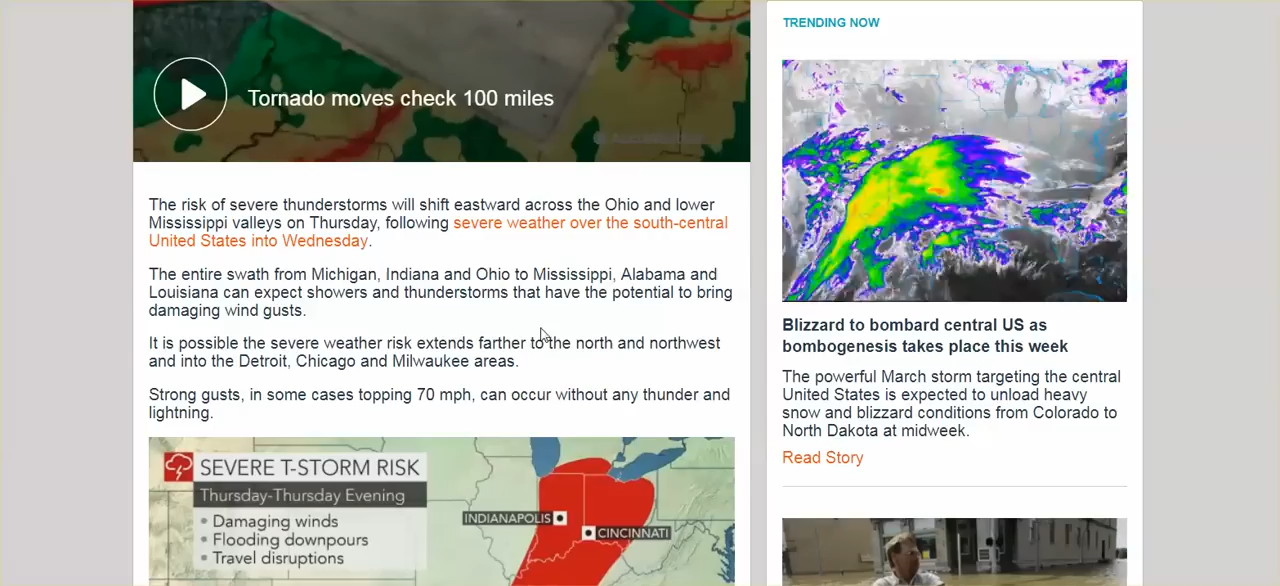 Tornado moves check 100 miles
The risk of severe thunderstorms will shift eastward across the Ohio and lower
Mississippi valleys on Thursday, following severe weather over the south-central
United States into Wednesday.
The entire swath from Michigan, Indiana and Ohio to Mississippi, Alabama and
Louisiana can expect showers and thunderstorms that have the potential to bring
damaging wind gusts.
It is possible the severe weather risk extends farther to the north and northwest
and into the Detroit, Chicago and Milwaukee areas.
Strong gusts, in some cases topping 70 mph, can occur without any thunder and
lightning.
SEVERE T-STORM RISK
Thursday-Thursday Evening
• Damaging winds
• Flooding downpours
• Travel disruptions
INDIANAPOLIS
CINCINNATI
TRENDING NOW
Blizzard to bombard central US as
bombogenesis takes place this week
The powerful March storm targeting the central
United States is expected to unload heavy
snow and blizzard conditions from Colorado to
North Dakota at midweek.
Read Story